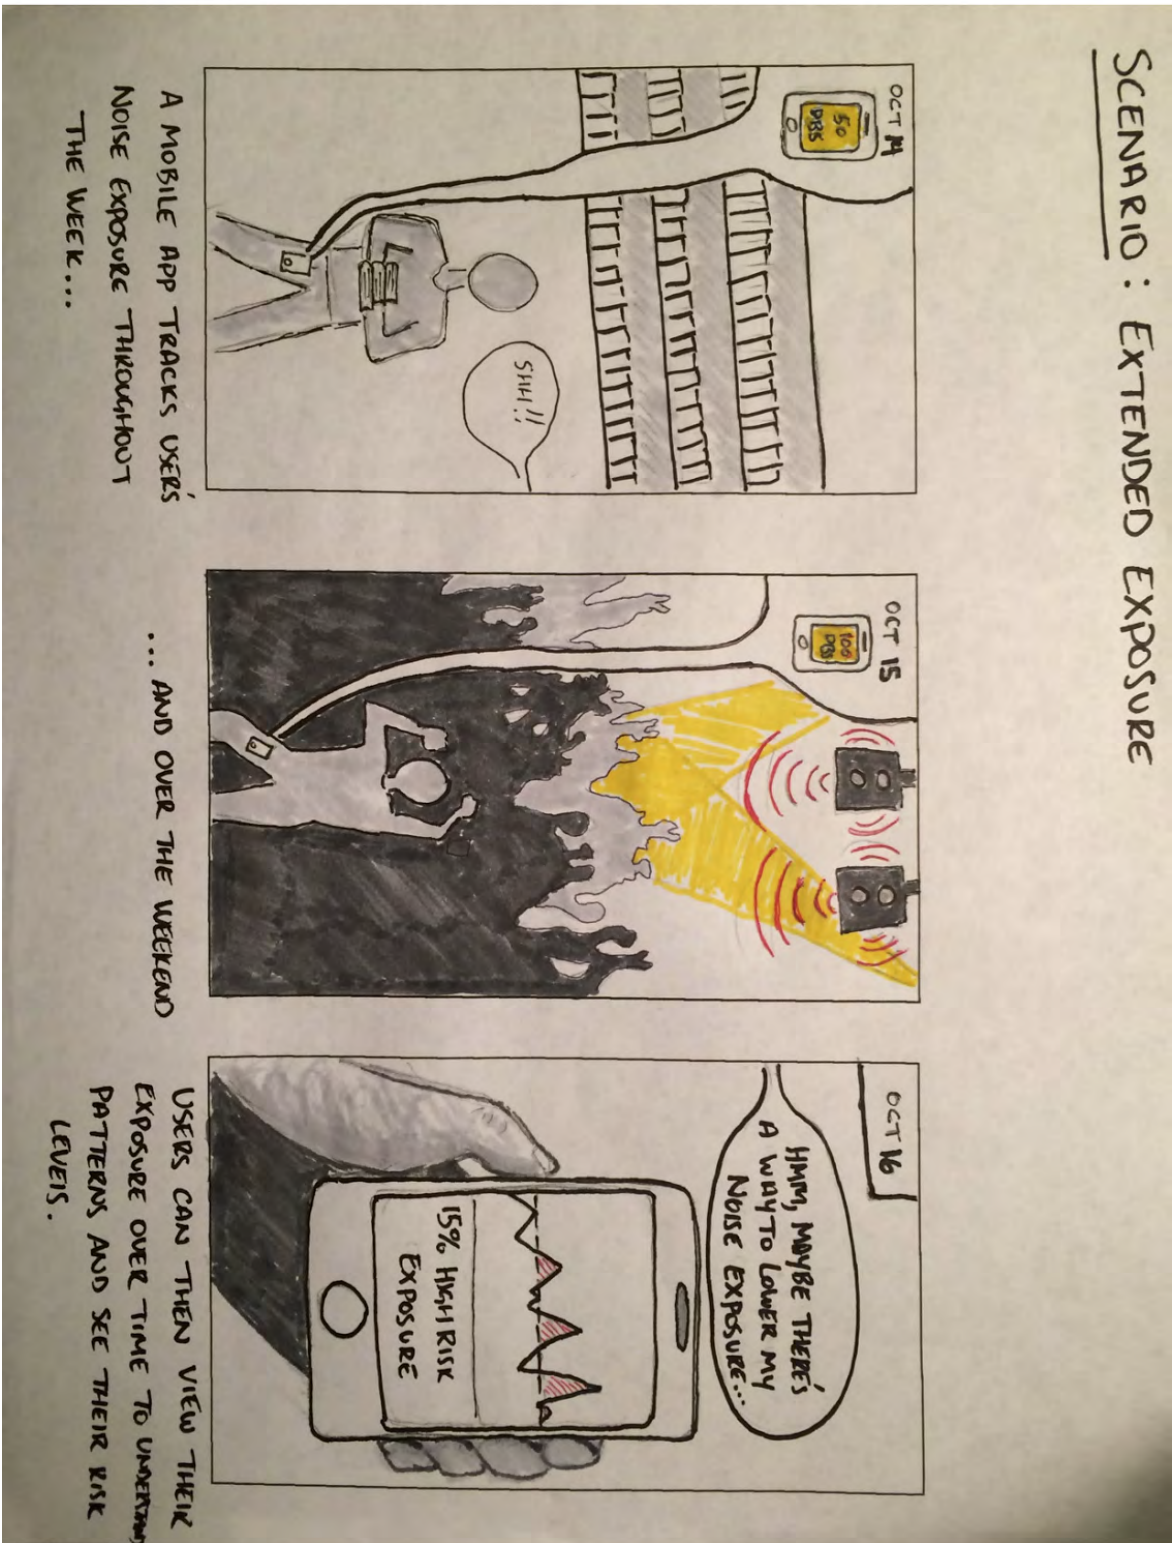 SCENARIO: EXTENDED EXPOSURE
OCT 14
50
DBS
SHH!!
A MOBILE APP TRACKS USER'S
NOISE EXPOSURE THROUGHOUT
THE WEEK...
OCT 15
100
DBS
... AND OVER THE WEEKEND
OCT 16
HMM, MAYBE THERE'S
A WAY TO LOWER MY
NOISE EXPOSURE...
15% HIGH RISK
EXPOSURE
USERS CAN THEN VIEW THEIR
EXPOSURE OVER TIME TO UNDERSTAND
PATTERNS AND SEE THEIR RISK
LEVELS.